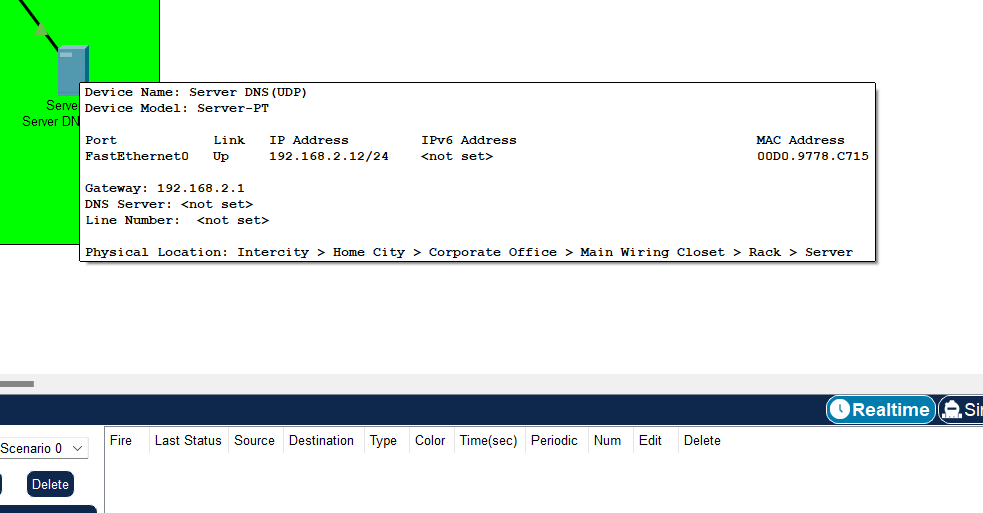 Device Name: Server DNS(UDP)
Serve Device Model: Server-PT
Server DN
Port Link IP Address IPv6 Address MAC Address
FastEthernet0 Up 192.168.2.12/24 <not set> 00D0.9778.C715
Gateway: 192.168.2.1
DNS Server: <not set>
Line Number: <not set>
Physical Location: Intercity > Home City > Corporate Office > Main Wiring Closet > Rack > Server
Realtime Si
Scenario 0 Fire Last Status Source Destination Type Color Time(sec) Periodic Num Edit Delete
Delete